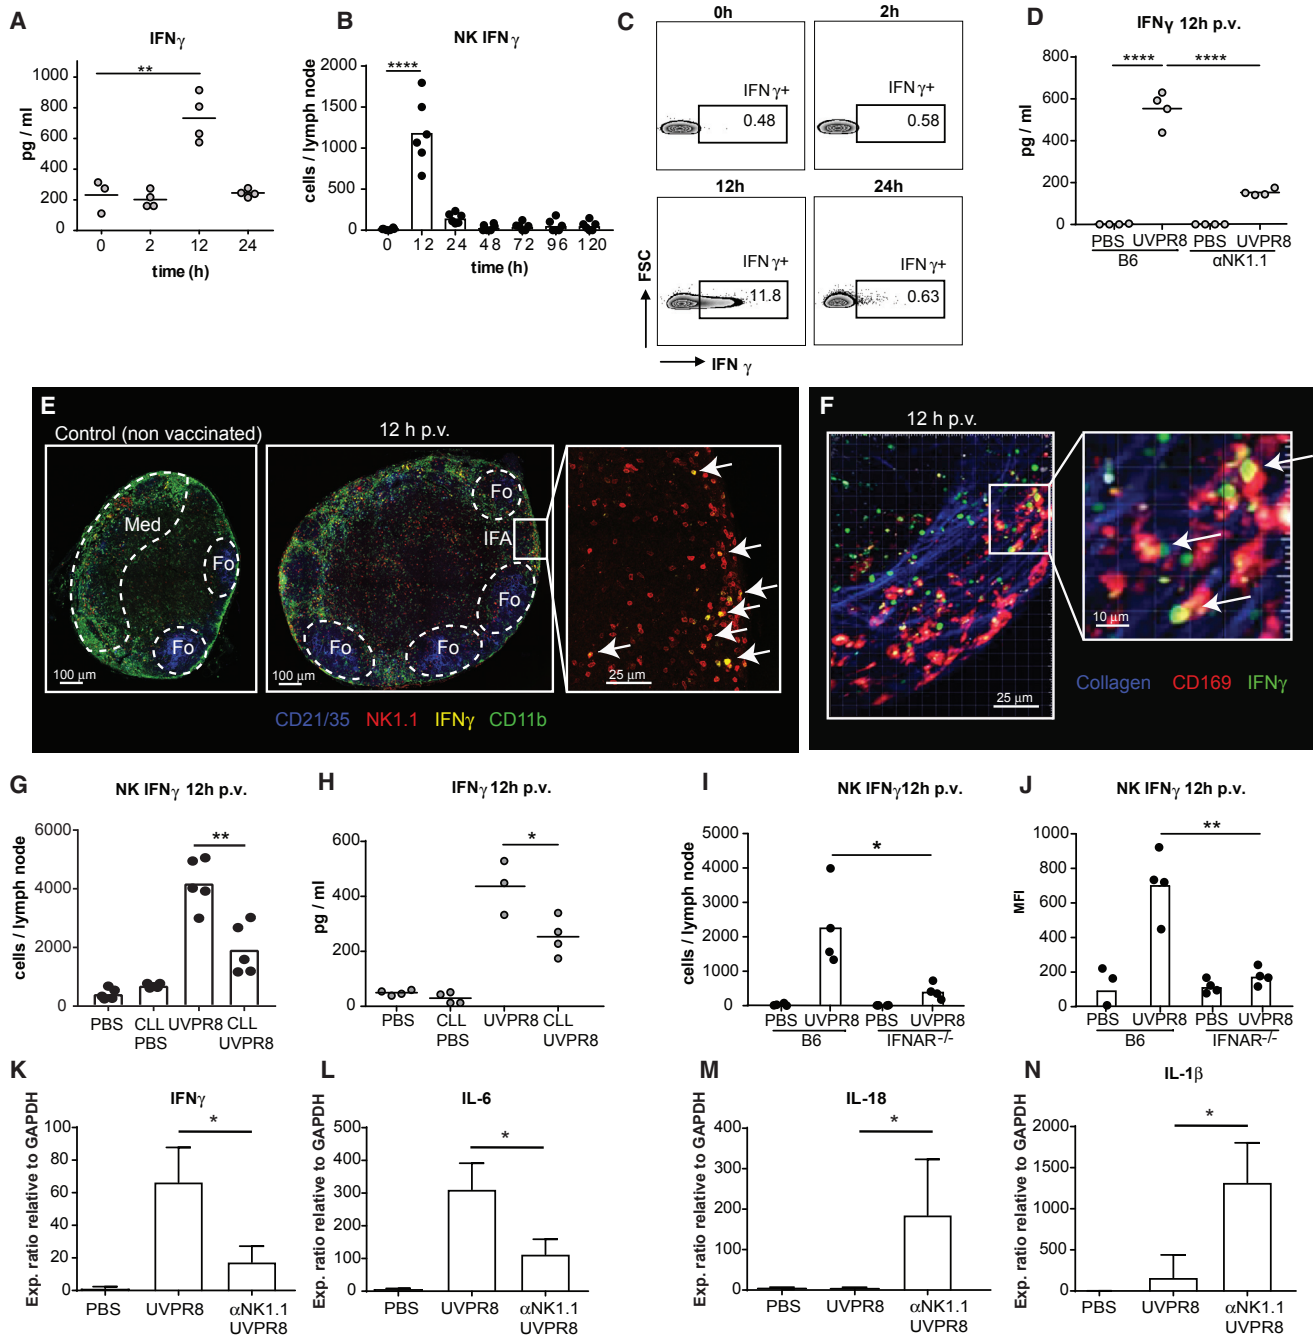 A
IFNγ
**
pg / ml
1000
800
600
400
200
0
0 2 12 24
time (h)
B
NK IFNγ
****
cells / lymph node
2000
1500
1000
500
0
0 12 24 48 72 96 120
time (h)
C
0h 2h
IFNγ+ IFNγ+
0.48 0.58
12h 24h
IFNγ+ IFNγ+
11.8 0.63
FSC
IFN γ
D
IFNγ 12h p.v.
**** ****
pg / ml
800
600
400
200
0
PBS UVPR8 PBS UVPR8
B6 αNK1.1
E
Control (non vaccinated)
Med
Fo
Fo
100 μm
12 h p.v.
Fo
IFA
Fo
Fo
Fo
100 μm
25 μm
CD21/35 NK1.1 IFNγ CD11b
F
12 h p.v.
25 μm
10 μm
Collagen CD169 IFNγ
G
NK IFNγ 12h p.v.
**
cells / lymph node
6000
4000
2000
0
PBS CLL PBS UVPR8 CLL UVPR8
H
IFNγ 12h p.v.
*
pg / ml
600
400
200
0
PBS CLL PBS UVPR8 CLL UVPR8
I
NK IFNγ12h p.v.
*
cells / lymph node
5000
4000
3000
2000
1000
0
PBS UVPR8 PBS UVPR8
B6 IFNAR-/-
J
NK IFNγ 12h p.v.
**
MFI
1000
800
600
400
200
0
PBS UVPR8 PBS UVPR8
B6 IFNAR-/-
K
IFNγ
*
Exp. ratio relative to GAPDH
100
80
60
40
20
0
PBS UVPR8 αNK1.1 UVPR8
L
IL-6
*
Exp. ratio relative to GAPDH
500
400
300
200
100
0
PBS UVPR8 αNK1.1 UVPR8
M
IL-18
*
Exp. ratio relative to GAPDH
400
300
200
100
0
PBS UVPR8 αNK1.1 UVPR8
N
IL-1β
*
Exp. ratio relative to GAPDH
2000
1500
1000
500
0
PBS UVPR8 αNK1.1 UVPR8